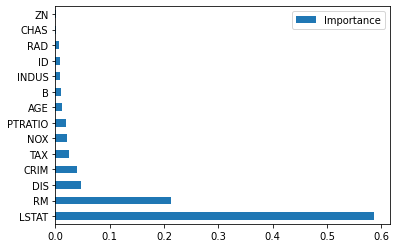 ZN
CHAS
RAD
ID
INDUS
B
AGE
PTRATIO
NOX
TAX
CRIM
DIS
RM
LSTAT
Importance
0.0 0.1 0.2 0.3 0.4 0.5 0.6